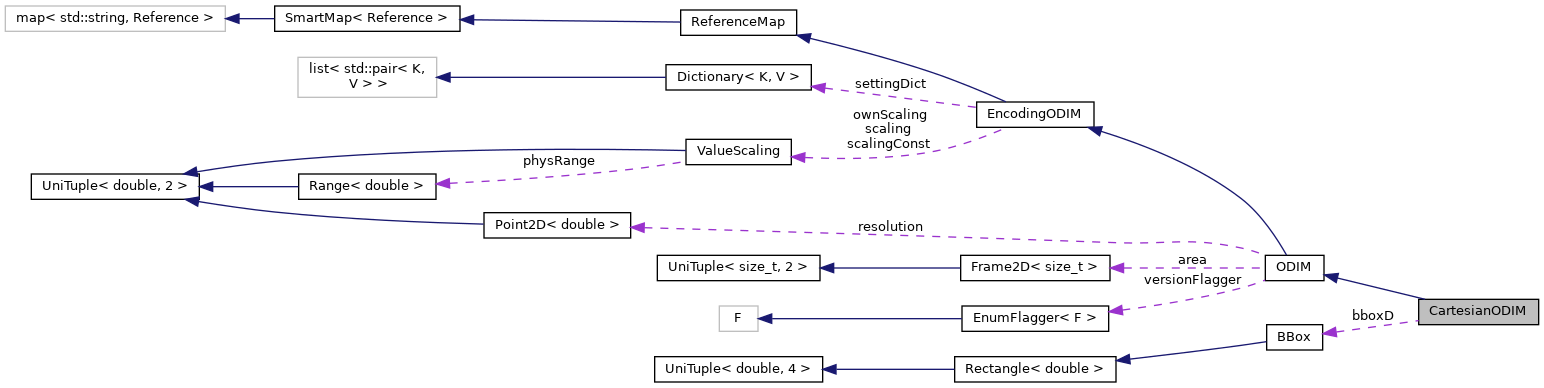 map< std::string, Reference >
SmartMap< Reference >
ReferenceMap
list< std::pair< K,
V > >
Dictionary< K, V >
settingDict
EncodingODIM
ownScaling
scaling
scalingConst
ValueScaling
physRange
UniTuple< double, 2 >
Range< double >
Point2D< double >
resolution
UniTuple< size_t, 2 >
Frame2D< size_t >
area
ODIM
versionFlagger
F
EnumFlagger< F >
CartesianODIM
bboxD
BBox
UniTuple< double, 4 >
Rectangle< double >